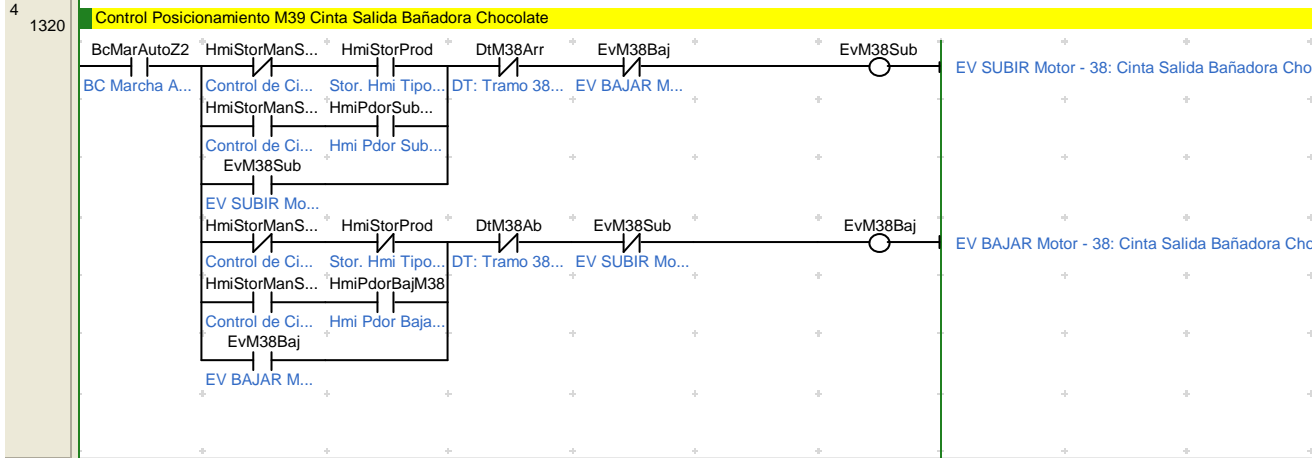 4
1320
Control Posicionamiento M39 Cinta Salida Bañadora Chocolate
BcMarAutoZ2 HmiStorManS... HmiStorProd DtM38Arr EvM38Baj EvM38Sub
BC Marcha A... Control de Ci... Stor. Hmi Tipo... DT: Tramo 38... EV BAJAR M... EV SUBIR Motor - 38: Cinta Salida Bañadora Cho
HmiStorManS... HmiPdorSub...
Control de Ci... Hmi Pdor Sub...
EvM38Sub
EV SUBIR Mo...
HmiStorManS... HmiStorProd DtM38Ab EvM38Sub EvM38Baj
Control de Ci... Stor. Hmi Tipo... DT: Tramo 38... EV SUBIR Mo... EV BAJAR Motor - 38: Cinta Salida Bañadora Cho
HmiStorManS... HmiPdorBajM38
Control de Ci... Hmi Pdor Baja...
EvM38Baj
EV BAJAR M...